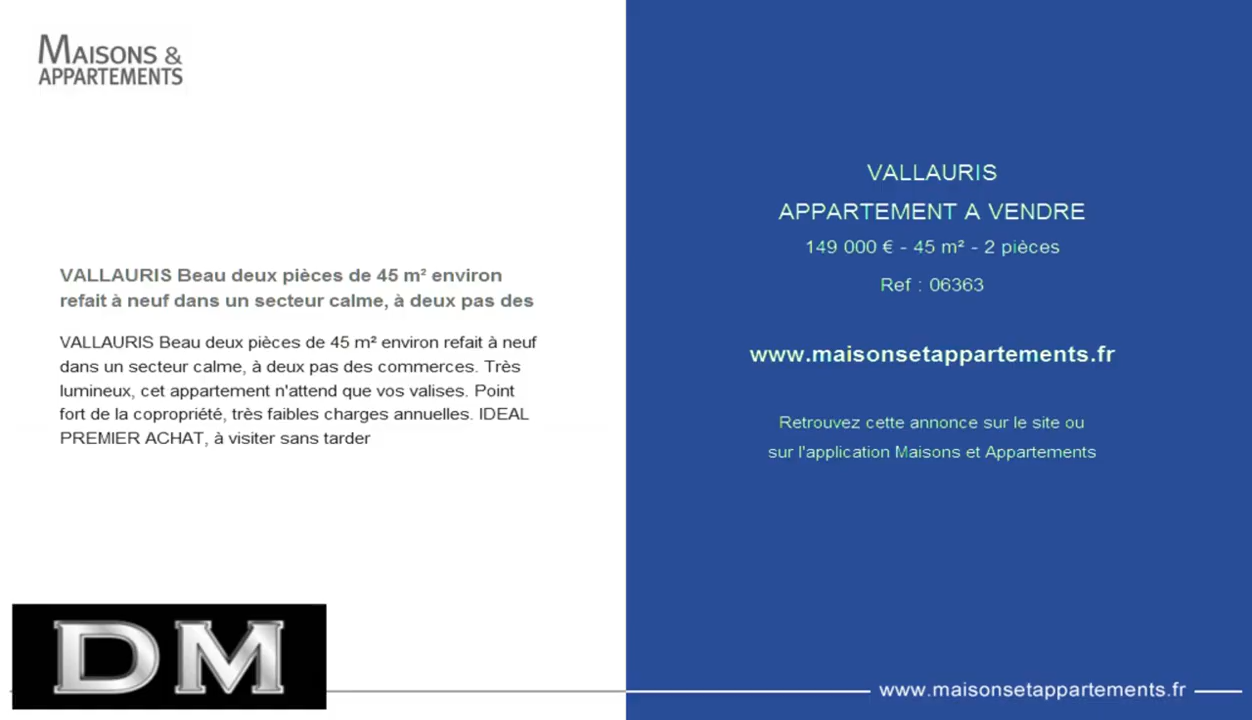 MAISONS &
APPARTEMENTS
VALLAURIS Beau deux pièces de 45 m² environ
refait à neuf dans un secteur calme, à deux pas des
VALLAURIS Beau deux pièces de 45 m² environ refait à neuf
dans un secteur calme, à deux pas des commerces. Très
lumineux, cet appartement n'attend que vos valises. Point
fort de la copropriété, très faibles charges annuelles. IDEAL
PREMIER ACHAT, à visiter sans tarder
DM
VALLAURIS
APPARTEMENT A VENDRE
149 000 € - 45 m² - 2 pièces
Ref : 06363
www.maisonsetappartements.fr
Retrouvez cette annonce sur le site ou
sur l'application Maisons et Appartements
www.maisonsetappartements.fr